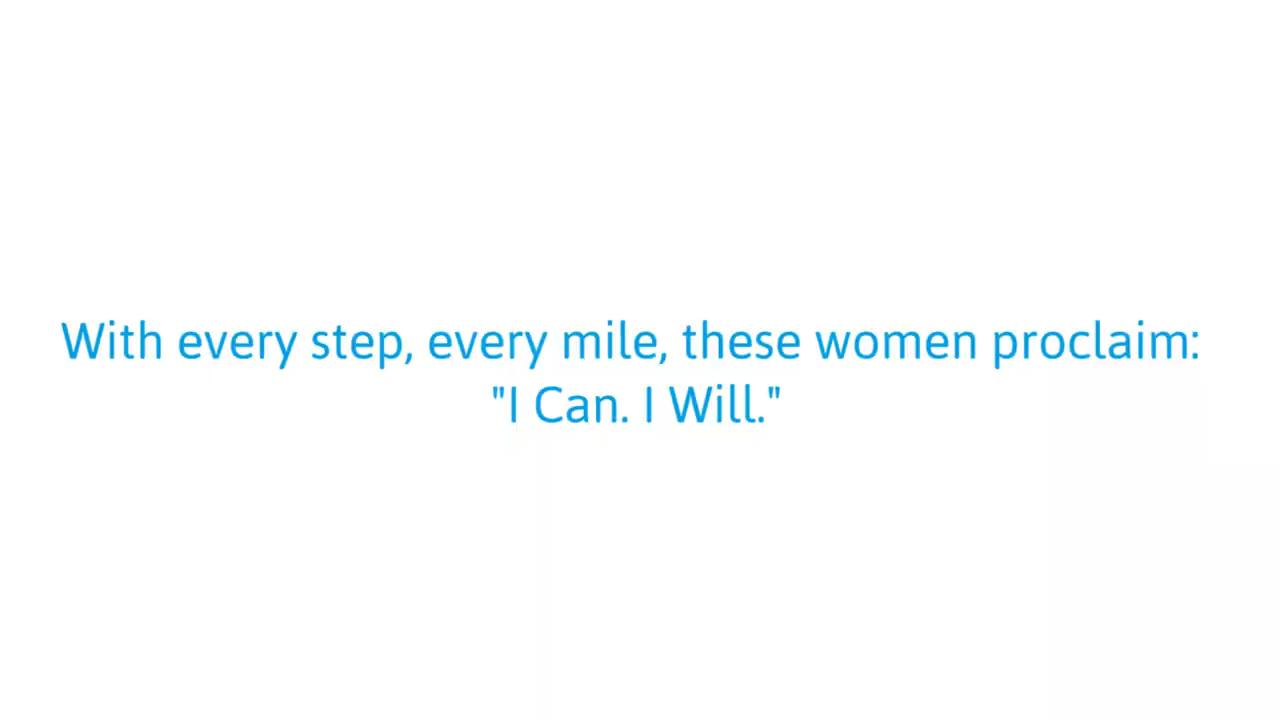 With every step, every mile, these women proclaim:
"I Can. I Will."